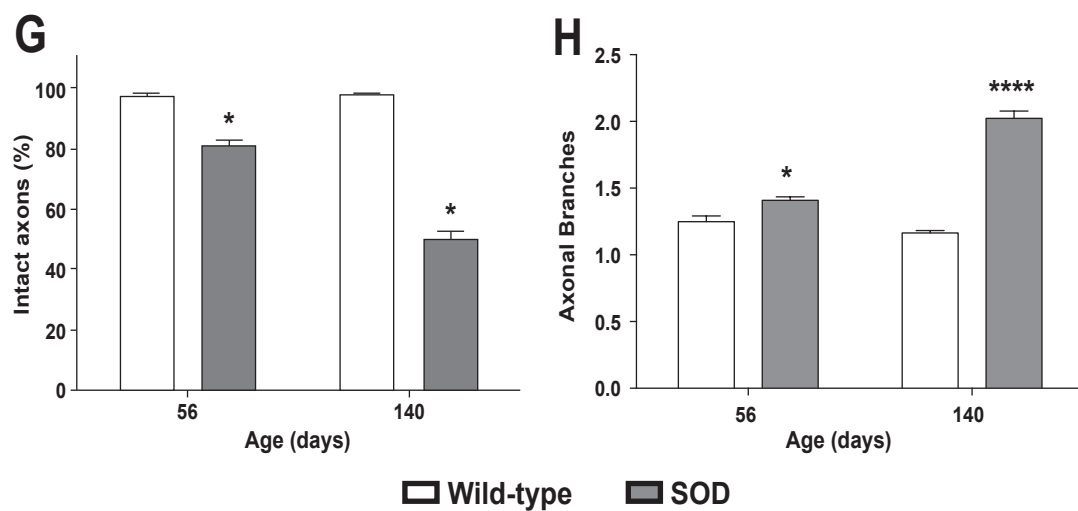 G
Intact axons (%)
100
80
60
40
20
0
*
*
56
140
Age (days)
H
Axonal Branches
2.5
2.0
1.5
1.0
0.5
0.0
*
****
56
140
Age (days)
Wild-type
SOD